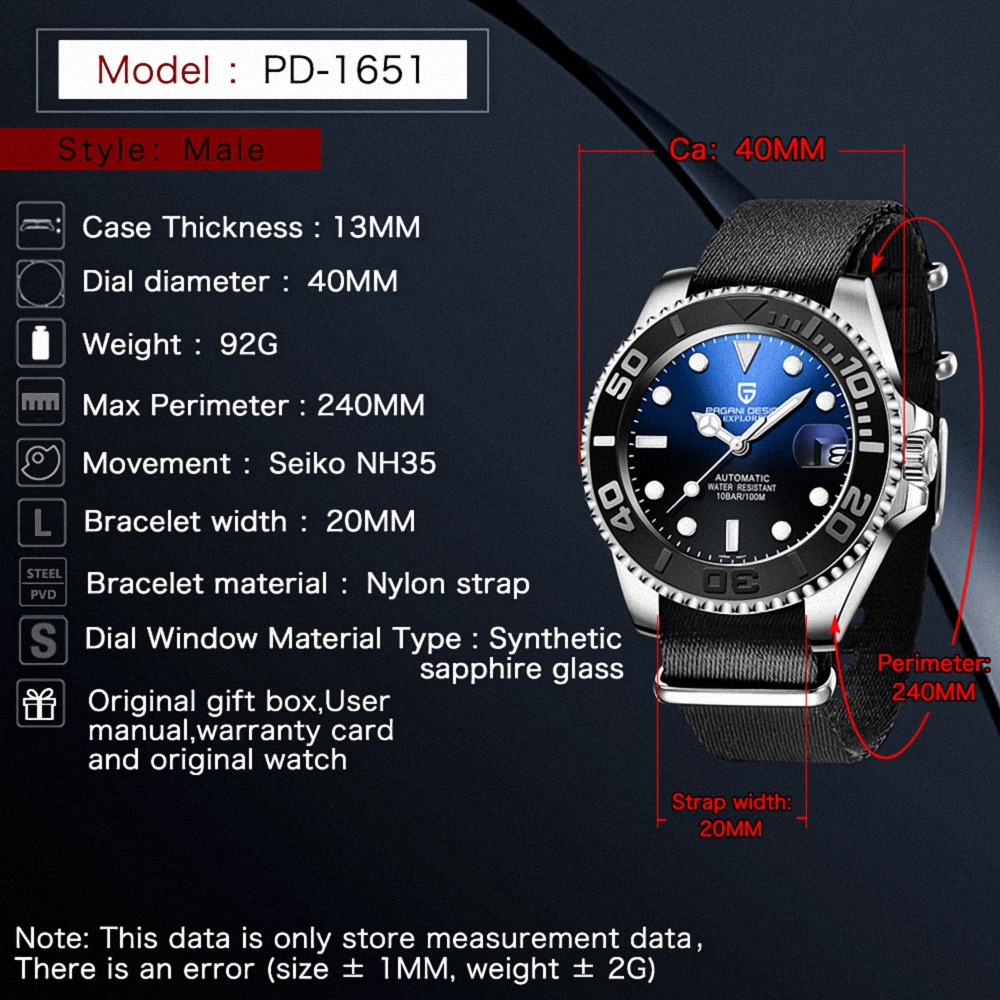 Model : PD-1651
Style: Male
Case Thickness : 13MM
Dial diameter : 40MM
Weight : 92G
Max Perimeter : 240MM
Movement : Seiko NH35
Bracelet width : 20MM
L
STEEL
PVD
Bracelet material : Nylon strap
S
Dial Window Material Type : Synthetic
sapphire glass
Original gift box,User
manual,warranty card
and original watch
Ca: 40MM
50
10
PAGANI DESIGN
EXPLORER
AUTOMATIC
WATER RESISTANT
10BAR/100M
40
20
30
Perimeter:
240MM
Strap width:
20MM
Note: This data is only store measurement data,
There is an error (size ± 1MM, weight ± 2G)